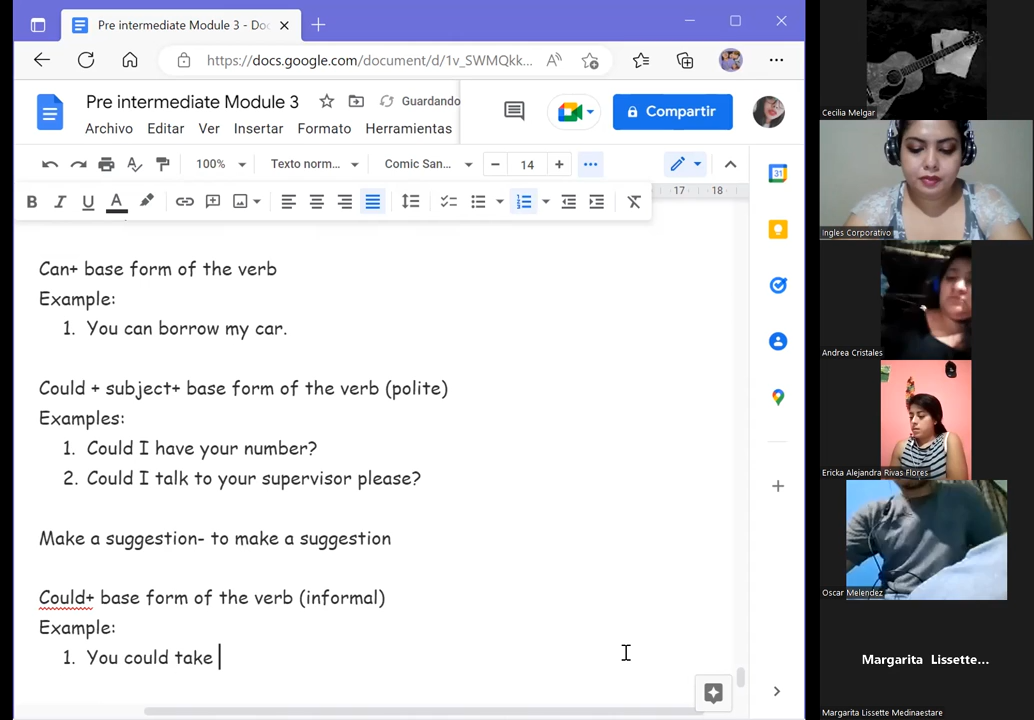 Pre intermediate Module 3 - Doc
https://docs.google.com/document/d/1v_SWMQkk...
Pre intermediate Module 3
Guardando
Compartir
Archivo Editar Ver Insertar Formato Herramientas
100% Texto norm... Comic San... 14
17 18
B I U A
31
Can+ base form of the verb
Example:
1. You can borrow my car.
Could + subject+ base form of the verb (polite)
Examples:
1. Could I have your number?
2. Could I talk to your supervisor please?
Make a suggestion- to make a suggestion
Could+ base form of the verb (informal)
Example:
1. You could take
Cecilia Melgar
Ingles Corporativo
Andrea Cristales
Ericka Alejandra Rivas Flores
Oscar Melendez
Margarita Lissette...
Margarita Lissette Medinaestare